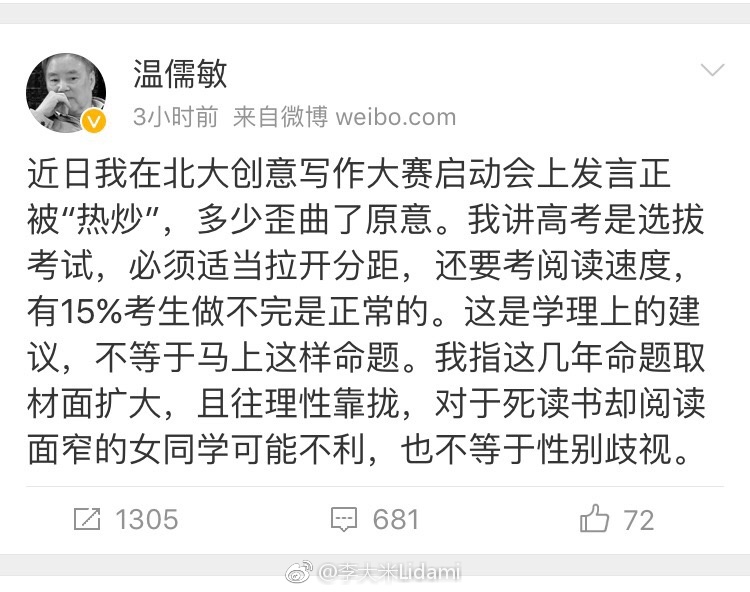 温儒敏
3小时前 来自微博 weibo.com
近日我在北大创意写作大赛启动会上发言正
被“热炒”，多少歪曲了原意。我讲高考是选拔
考试，必须适当拉开分距，还要考阅读速度，
有15%考生做不完是正常的。这是学理上的建
议，不等于马上这样命题。我指这几年命题取
材面扩大，且往理性靠拢，对于死读书却阅读
面窄的女同学可能不利，也不等于性别歧视。
1305 681 72
@李大米Lidami